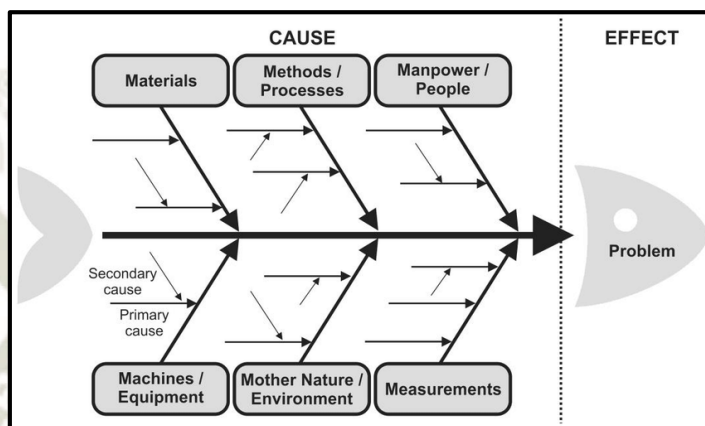 CAUSE
EFFECT
Materials
Methods /
Processes
Manpower /
People
Problem
Secondary
cause
Primary
cause
Machines /
Equipment
Mother Nature /
Environment
Measurements